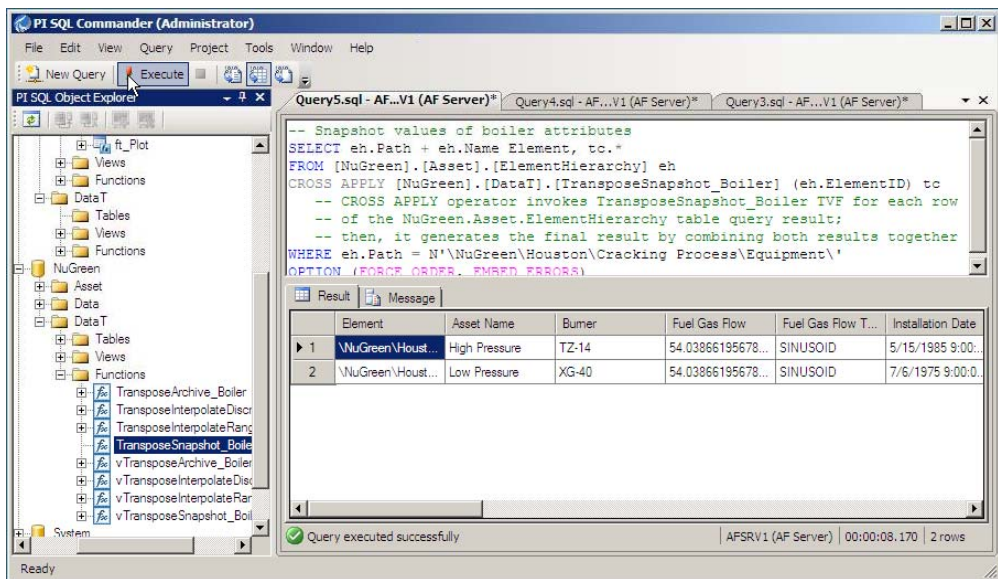 PI SQL Commander (Administrator)
File Edit View Query Project Tools Window Help
New Query Execute
PI SQL Object Explorer
ft_Plot
Views
Functions
DataT
Tables
Views
Functions
NuGreen
Asset
Data
DataT
Tables
Views
Functions
TransposeArchive_Boiler
TransposeInterpolateDiscr
TransposeInterpolateRang
TransposeSnapshot_Boile
vTransposeArchive_Boiler
vTransposeInterpolateDisc
vTransposeInterpolateRar
vTransposeSnapshot_Boil
System
Query5.sql - AF...V1 (AF Server)* Query4.sql - AF...V1 (AF Server)* Query3.sql - AF...V1 (AF Server)*
-- Snapshot values of boiler attributes
SELECT eh.Path + eh.Name Element, tc.*
FROM [NuGreen].[Asset].[ElementHierarchy] eh
CROSS APPLY [NuGreen].[DataT].[TransposeSnapshot_Boiler] (eh.ElementID) tc
-- CROSS APPLY operator invokes TransposeSnapshot_Boiler TVF for each row
-- of the NuGreen.Asset.ElementHierarchy table query result;
-- then, it generates the final result by combining both results together
WHERE eh.Path = N'\NuGreen\Houston\Cracking Process\Equipment\'
OPTION (FORCE ORDER, EMBED ERRORS)
Result Message
Element Asset Name Burner Fuel Gas Flow Fuel Gas Flow T... Installation Date
1 \NuGreen\Houst... High Pressure TZ-14 54.03866195678... SINUSOID 5/15/1985 9:00:..
2 \NuGreen\Houst... Low Pressure XG-40 54.03866195678... SINUSOID 7/6/1975 9:00:0..
Query executed successfully AFSRV1 (AF Server) 00:00:08.170 2 rows
Ready